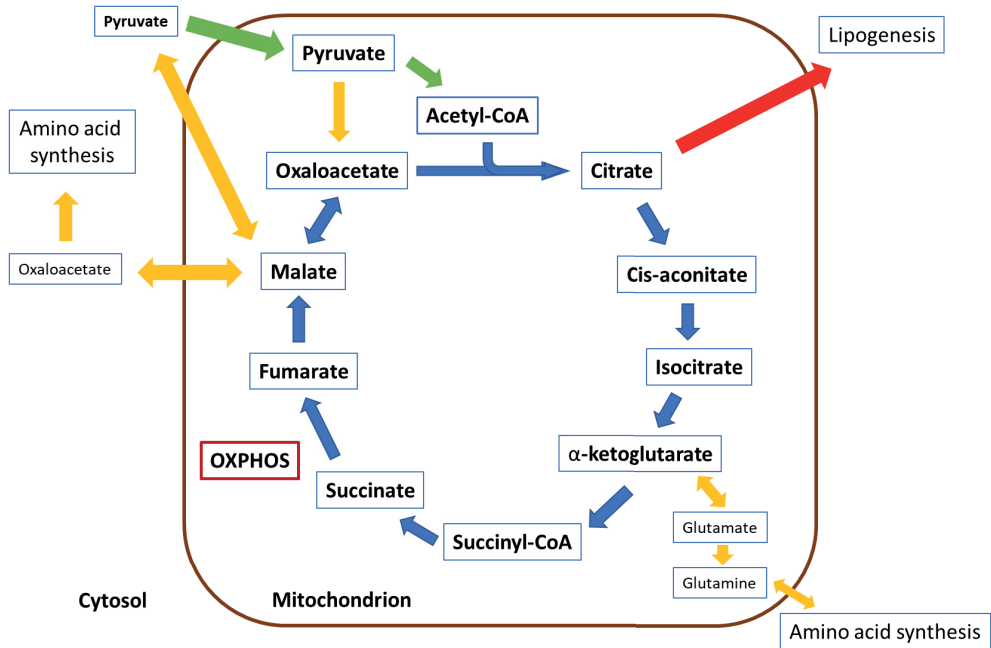 Pyruvate
Lipogenesis
Pyruvate
Acetyl-CoA
Amino acid
synthesis
Oxaloacetate
Citrate
Oxaloacetate
Malate
Cis-aconitate
Fumarate
Isocitrate
OXPHOS
α-ketoglutarate
Succinate
Glutamate
Succinyl-CoA
Glutamine
Cytosol
Mitochondrion
Amino acid synthesis